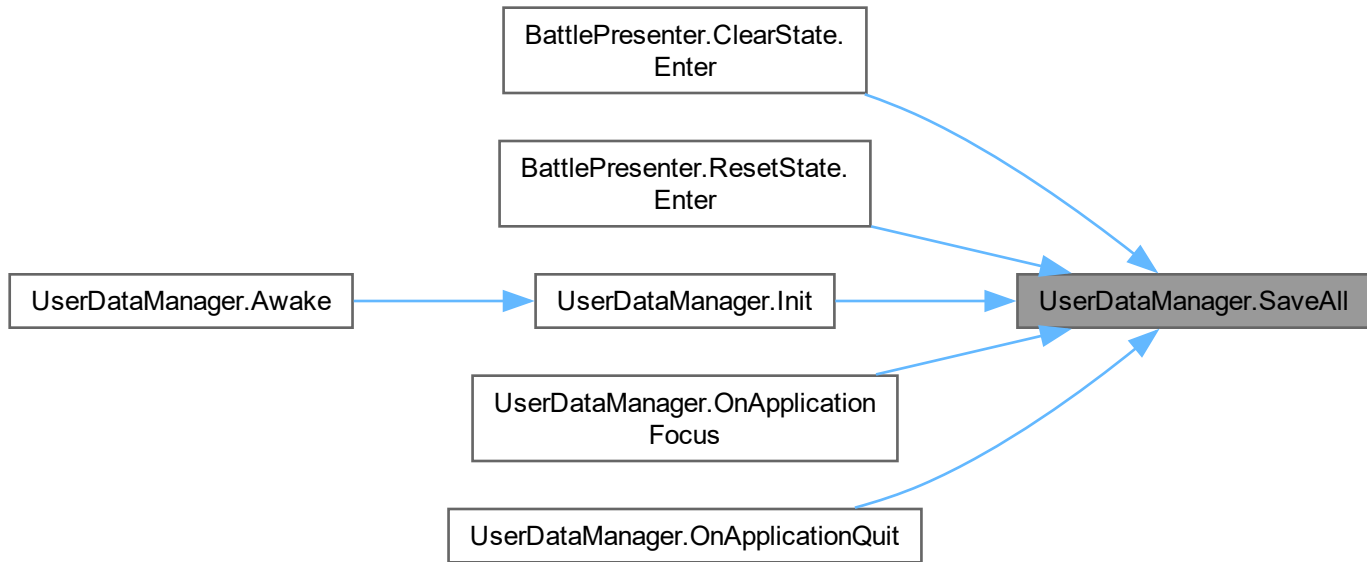 BattlePresenter.ClearState.
Enter
BattlePresenter.ResetState.
Enter
UserDataManager.Awake
UserDataManager.Init
UserDataManager.SaveAll
UserDataManager.OnApplication
Focus
UserDataManager.OnApplicationQuit